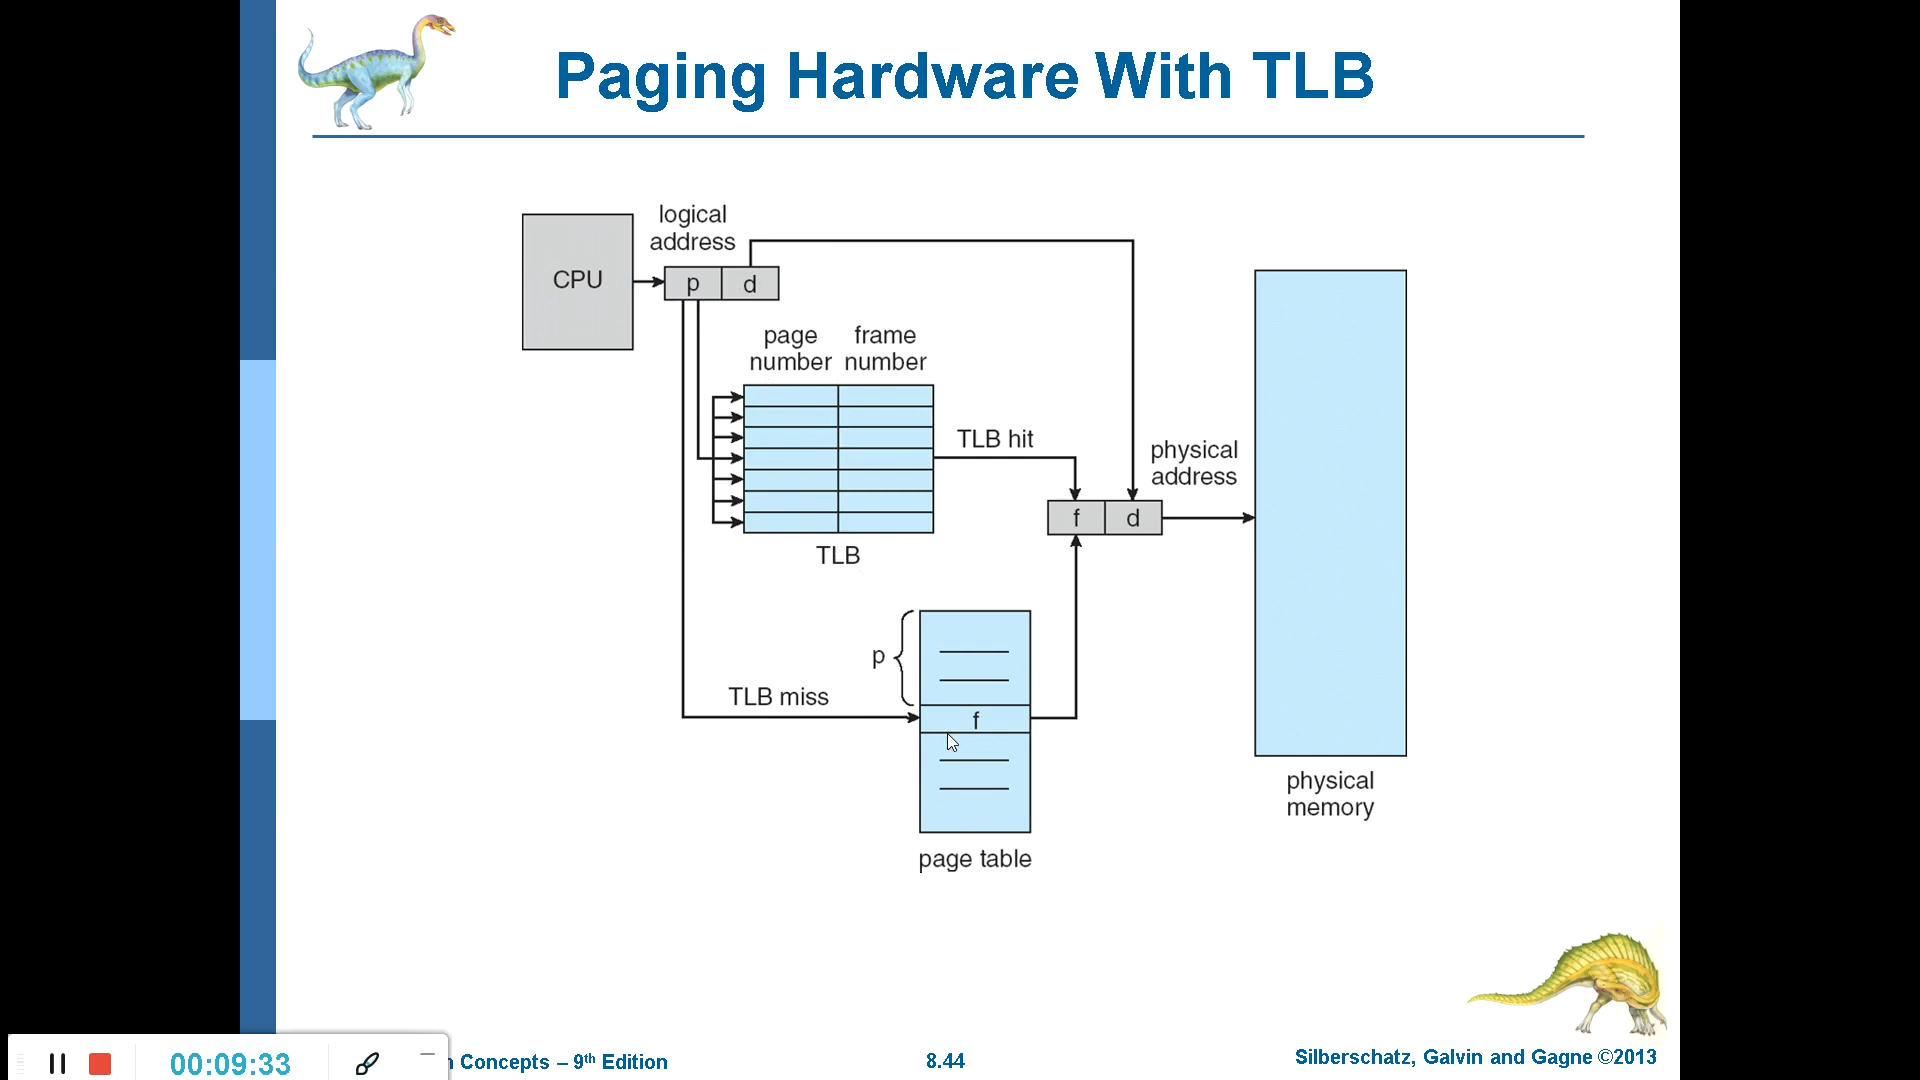 Paging Hardware With TLB
logical
address
CPU
p
d
page
number
frame
number
TLB hit
physical
address
f
d
TLB
p
TLB miss
f
physical
memory
page table
00:09:33
Concepts – 9th Edition
8.44
Silberschatz, Galvin and Gagne ©2013